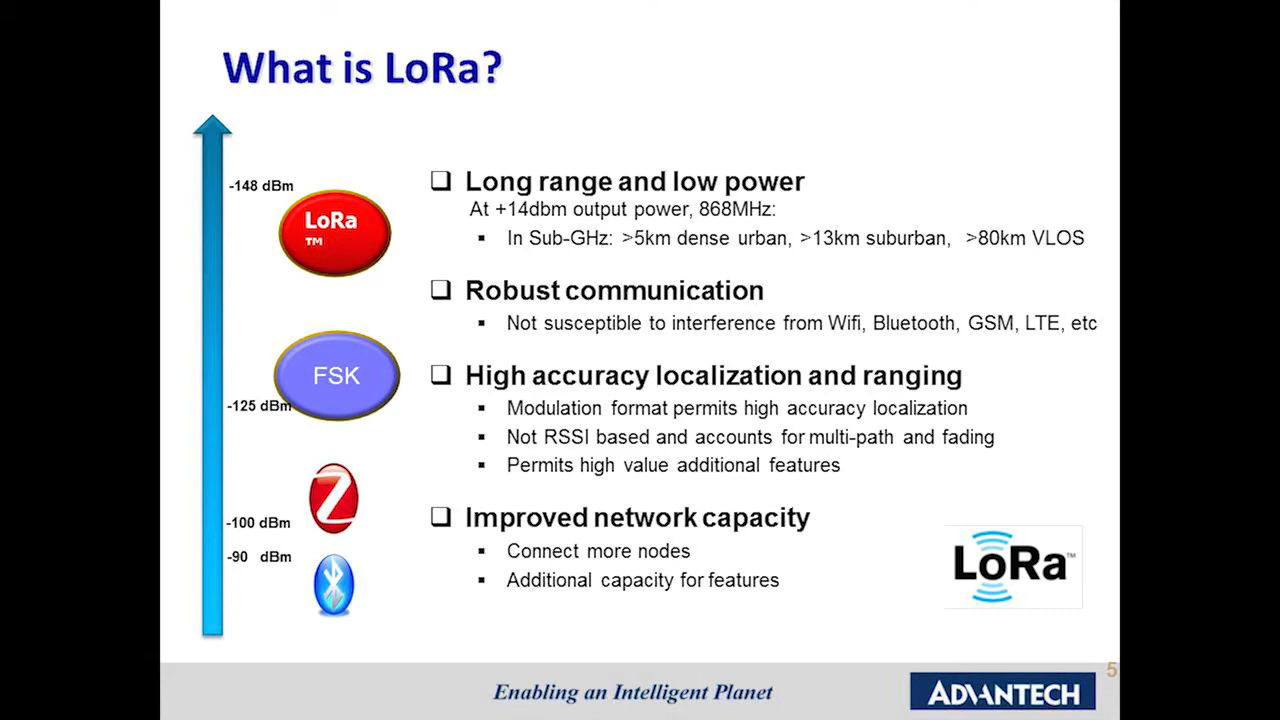 What is LoRa?
-148 dBm
LoRa
TM
FSK
-125 dBm
Z
-100 dBm
-90 dBm
❑ Long range and low power
At +14dbm output power, 868MHz:
▪ In Sub-GHz: >5km dense urban, >13km suburban, >80km VLOS
❑ Robust communication
▪ Not susceptible to interference from Wifi, Bluetooth, GSM, LTE, etc
❑ High accuracy localization and ranging
▪ Modulation format permits high accuracy localization
▪ Not RSSI based and accounts for multi-path and fading
▪ Permits high value additional features
❑ Improved network capacity
▪ Connect more nodes
▪ Additional capacity for features
LoRa™
5
Enabling an Intelligent Planet
ADVANTECH